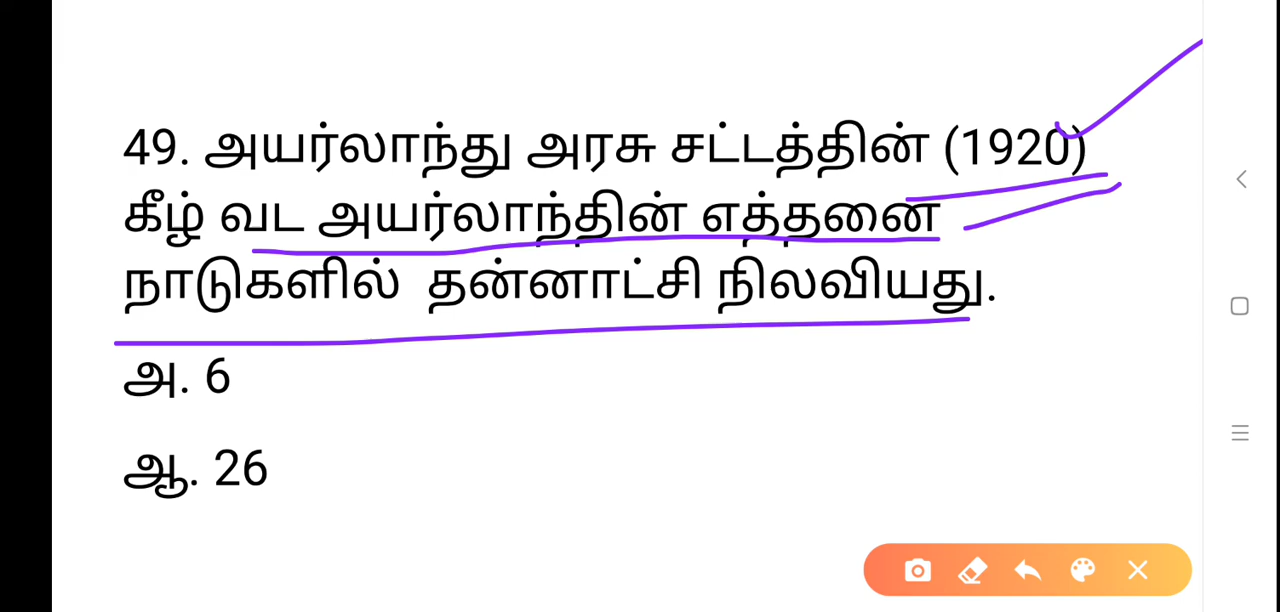 49. அயர்லாந்து அரசு சட்டத்தின் (1920)
கீழ் வட அயர்லாந்தின் எத்தனை
நாடுகளில் தன்னாட்சி நிலவியது.
அ. 6
ஆ. 26